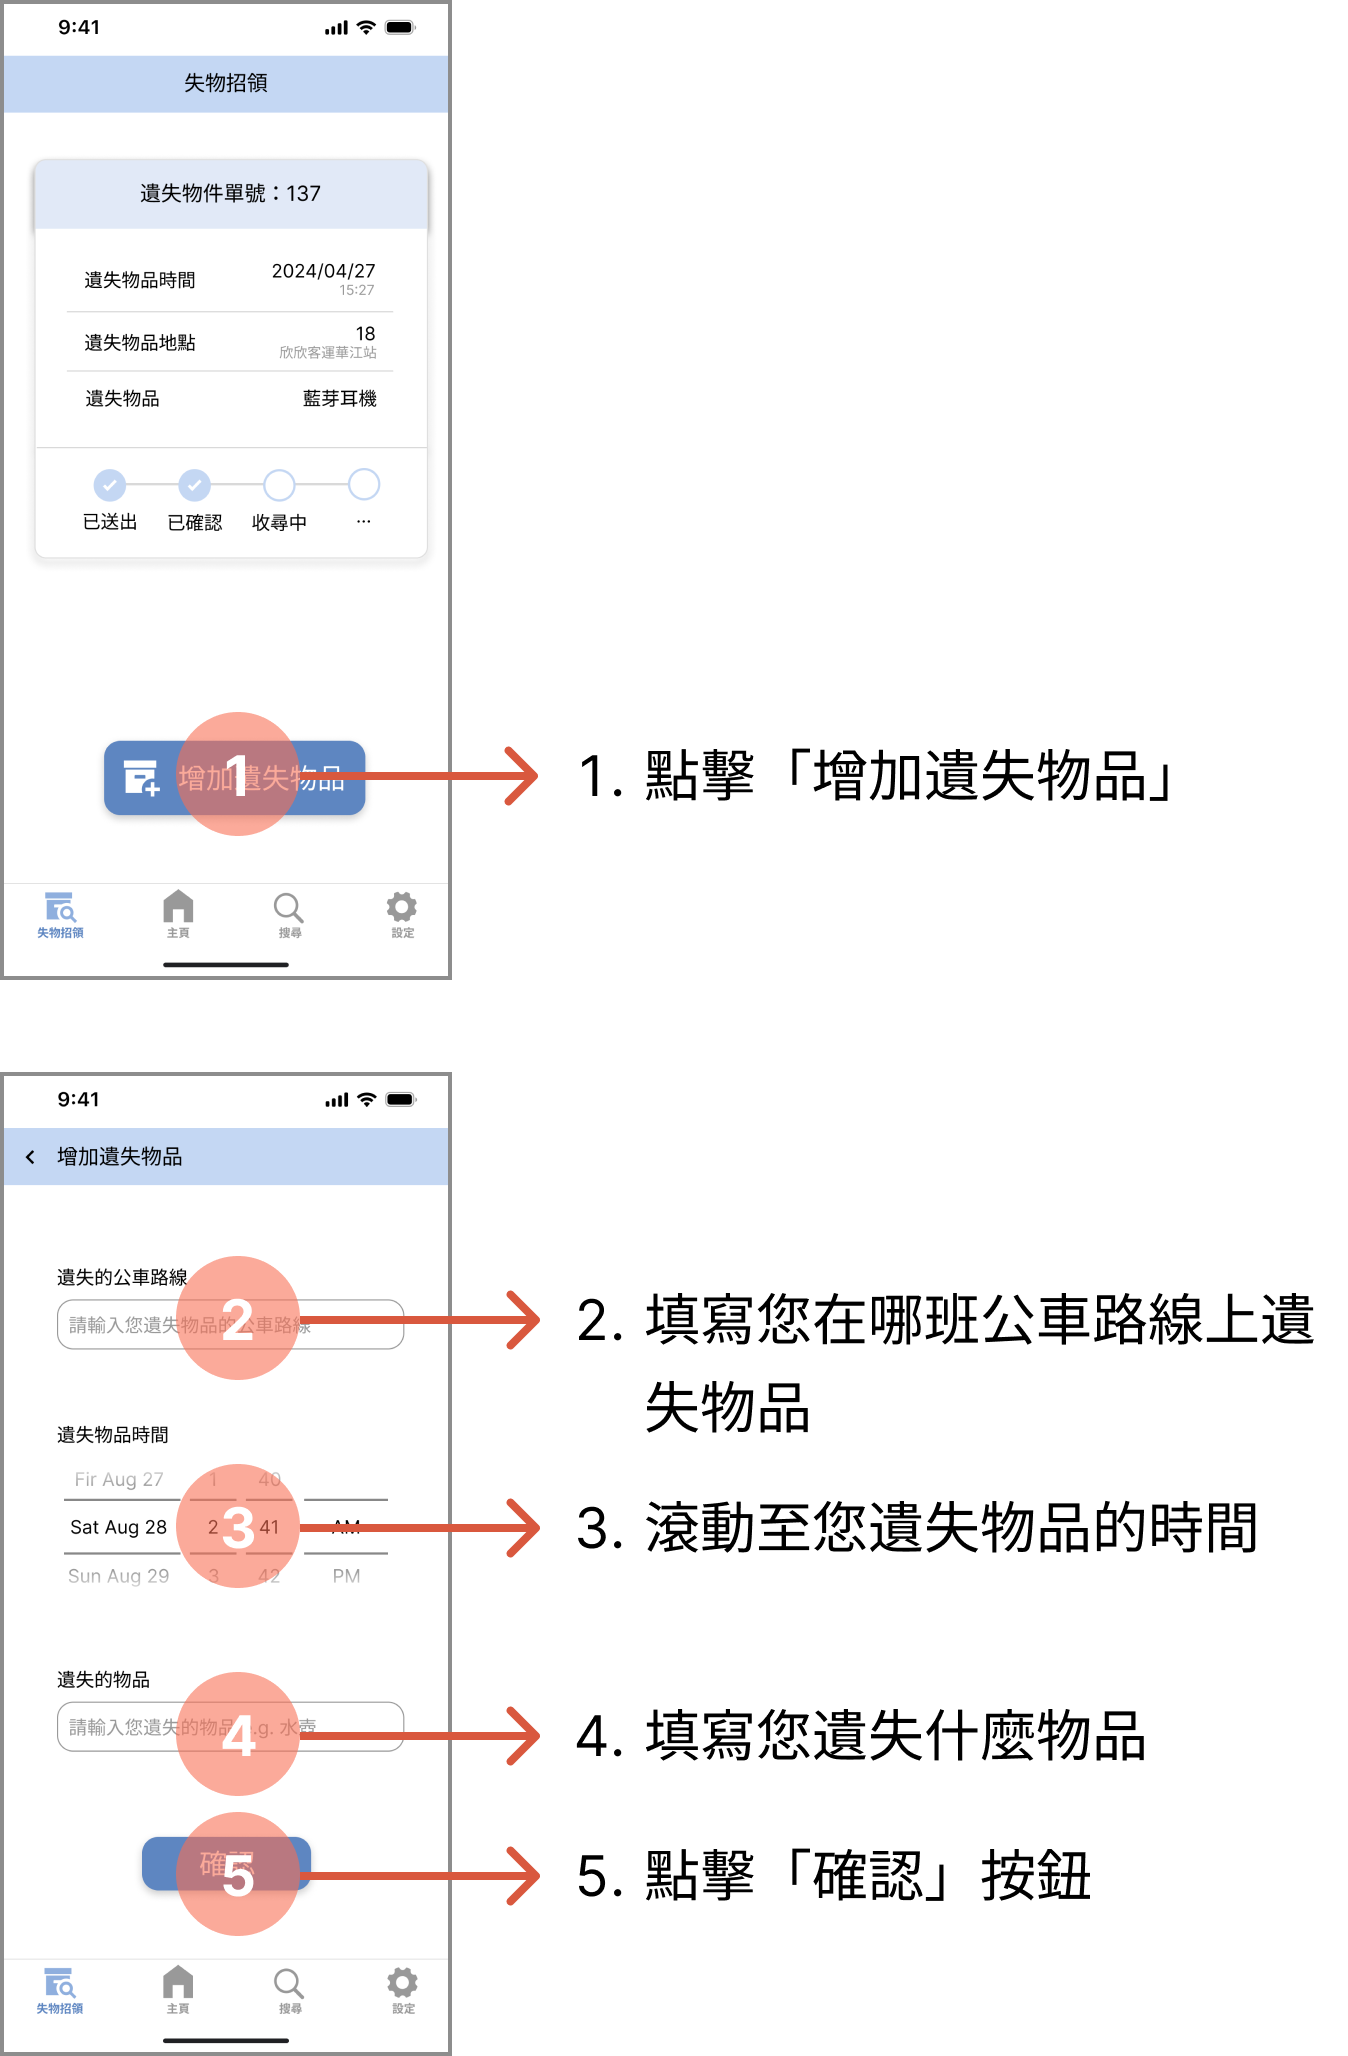 9:41
失物招領
遺失物件單號：137
遺失物品時間
2024/04/27
15:27
遺失物品地點
18
欣欣客運華江站
遺失物品
藍芽耳機
已送出
已確認
收尋中
...
增加遺失物品
1
1. 點擊「增加遺失物品」
失物招領
主頁
搜尋
設定
9:41
增加遺失物品
遺失的公車路線
請輸入您遺失物品的公車路線
2
2. 填寫您在哪班公車路線上遺
失物品
遺失物品時間
Fir Aug 27 1 40
Sat Aug 28 2 41 AM
Sun Aug 29 3 42 PM
3
3. 滾動至您遺失物品的時間
遺失的物品
請輸入您遺失的物品 e.g. 水壺
4
4. 填寫您遺失什麼物品
確認
5
5. 點擊「確認」按鈕
失物招領
主頁
搜尋
設定